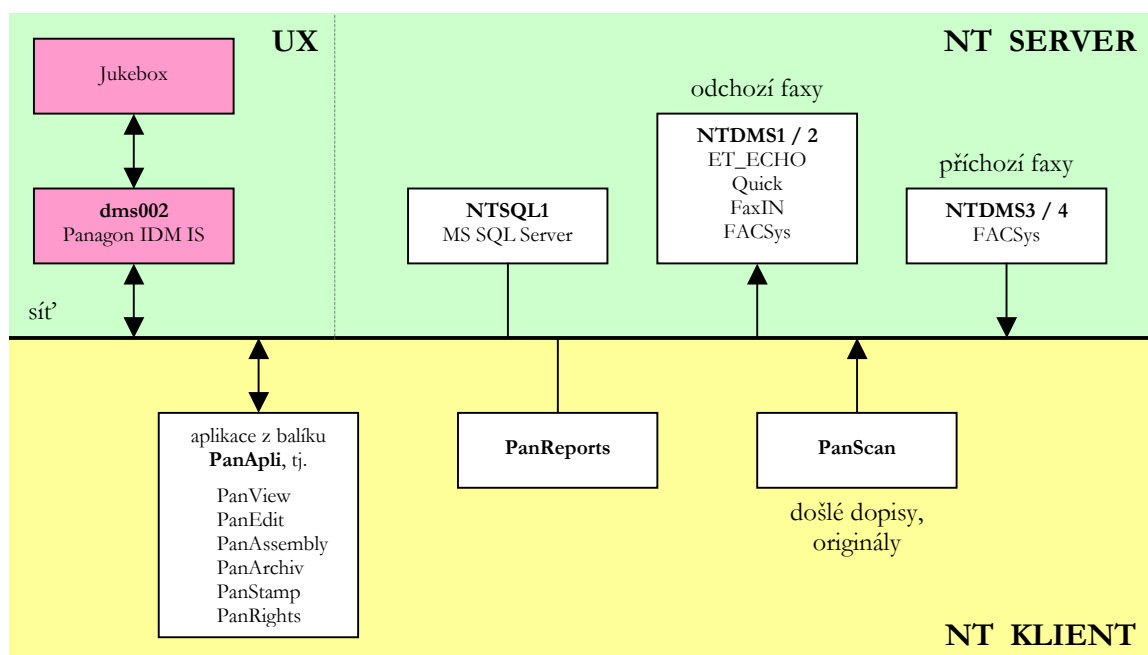 UX
NT SERVER
Jukebox
odchozí faxy
NTDMS1 / 2
ET_ECHO
Quick
FaxIN
FACSys
příchozí faxy
NTDMS3 / 4
FACSys
dms002
Panagon IDM IS
NTSQL1
MS SQL Server
síť
aplikace z balíku
PanApli, tj.
PanView
PanEdit
PanAssembly
PanArchiv
PanStamp
PanRights
PanReports
PanScan
došlé dopisy,
originály
NT KLIENT